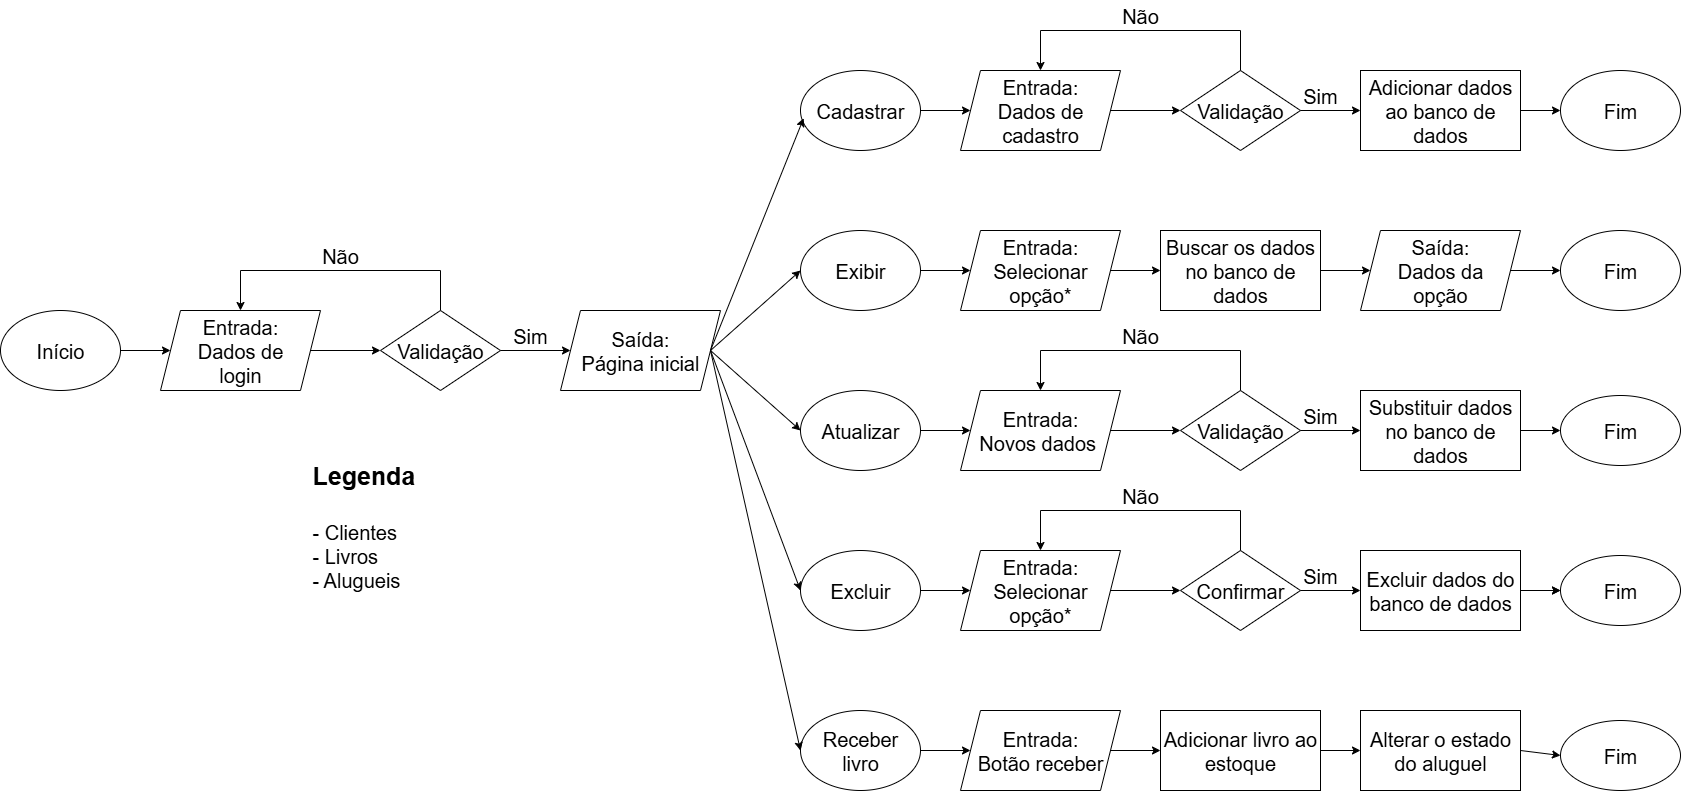 Início
Entrada:
Dados de
login
Validação
Não
Sim
Saída:
Página inicial
Cadastrar
Entrada:
Dados de
cadastro
Não
Validação
Sim
Adicionar dados
ao banco de
dados
Fim
Exibir
Entrada:
Selecionar
opção*
Buscar os dados
no banco de
dados
Saída:
Dados da
opção
Fim
Atualizar
Entrada:
Novos dados
Não
Validação
Sim
Substituir dados
no banco de
dados
Fim
Excluir
Entrada:
Selecionar
opção*
Não
Confirmar
Sim
Excluir dados do
banco de dados
Fim
Receber
livro
Entrada:
Botão receber
Adicionar livro ao
estoque
Alterar o estado
do aluguel
Fim
Legenda
- Clientes
- Livros
- Alugueis